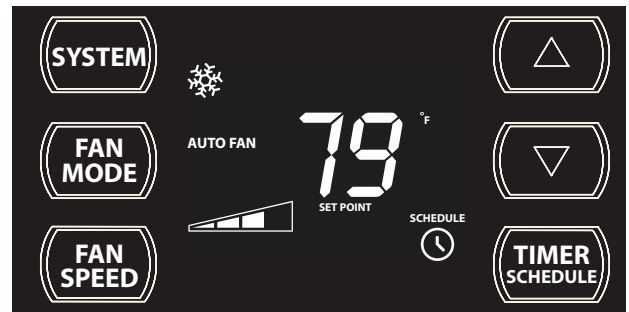 SYSTEM
FAN
MODE
FAN
SPEED
AUTO FAN
79 °F
SET POINT
SCHEDULE
TIMER
SCHEDULE